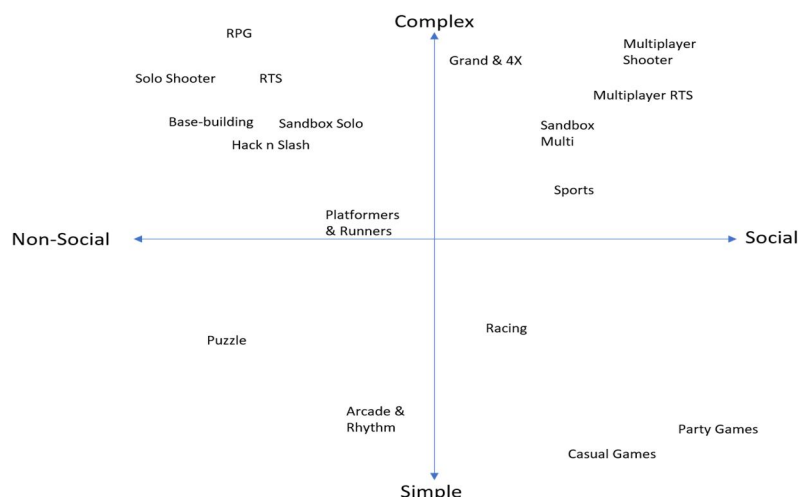 Complex
RPG
Multiplayer
Shooter
Grand & 4X
Solo Shooter
RTS
Multiplayer RTS
Base-building
Sandbox Solo
Sandbox
Multi
Hack n Slash
Sports
Platformers
& Runners
Non-Social
Social
Racing
Puzzle
Arcade &
Rhythm
Party Games
Casual Games
Simple